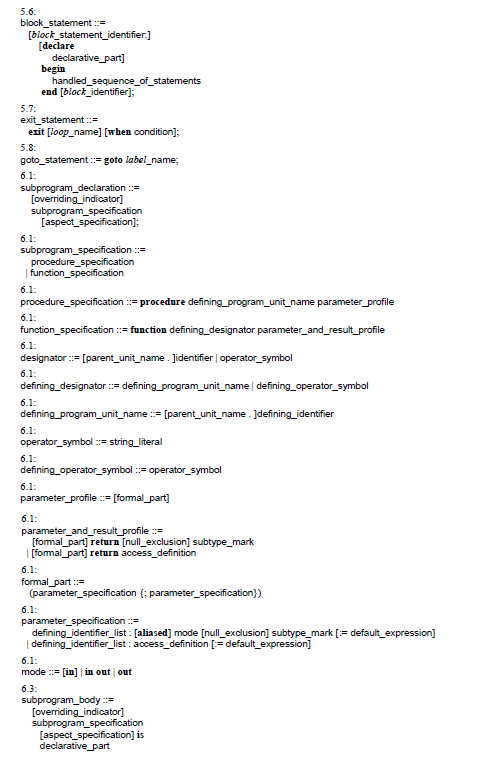 5.6:
block_statement ::=
[block_statement_identifier:]
[declare
declarative_part]
begin
handled_sequence_of_statements
end [block_identifier];
5.7:
exit_statement ::=
exit [loop_name] [when condition];
5.8:
goto_statement ::= goto label_name;
6.1:
subprogram_declaration ::=
[overriding_indicator]
subprogram_specification
[aspect_specification];
6.1:
subprogram_specification ::=
procedure_specification
| function_specification
6.1:
procedure_specification ::= procedure defining_program_unit_name parameter_profile
6.1:
function_specification ::= function defining_designator parameter_and_result_profile
6.1:
designator ::= [parent_unit_name . ]identifier | operator_symbol
6.1:
defining_designator ::= defining_program_unit_name | defining_operator_symbol
6.1:
defining_program_unit_name ::= [parent_unit_name . ]defining_identifier
6.1:
operator_symbol ::= string_literal
6.1:
defining_operator_symbol ::= operator_symbol
6.1:
parameter_profile ::= [formal_part]
6.1:
parameter_and_result_profile ::=
[formal_part] return [null_exclusion] subtype_mark
| [formal_part] return access_definition
6.1:
formal_part ::=
(parameter_specification {; parameter_specification})
6.1:
parameter_specification ::=
defining_identifier_list : [aliased] mode [null_exclusion] subtype_mark [:= default_expression]
| defining_identifier_list : access_definition [:= default_expression]
6.1:
mode ::= [in] | in out | out
6.3:
subprogram_body ::=
[overriding_indicator]
subprogram_specification
[aspect_specification] is
declarative_part